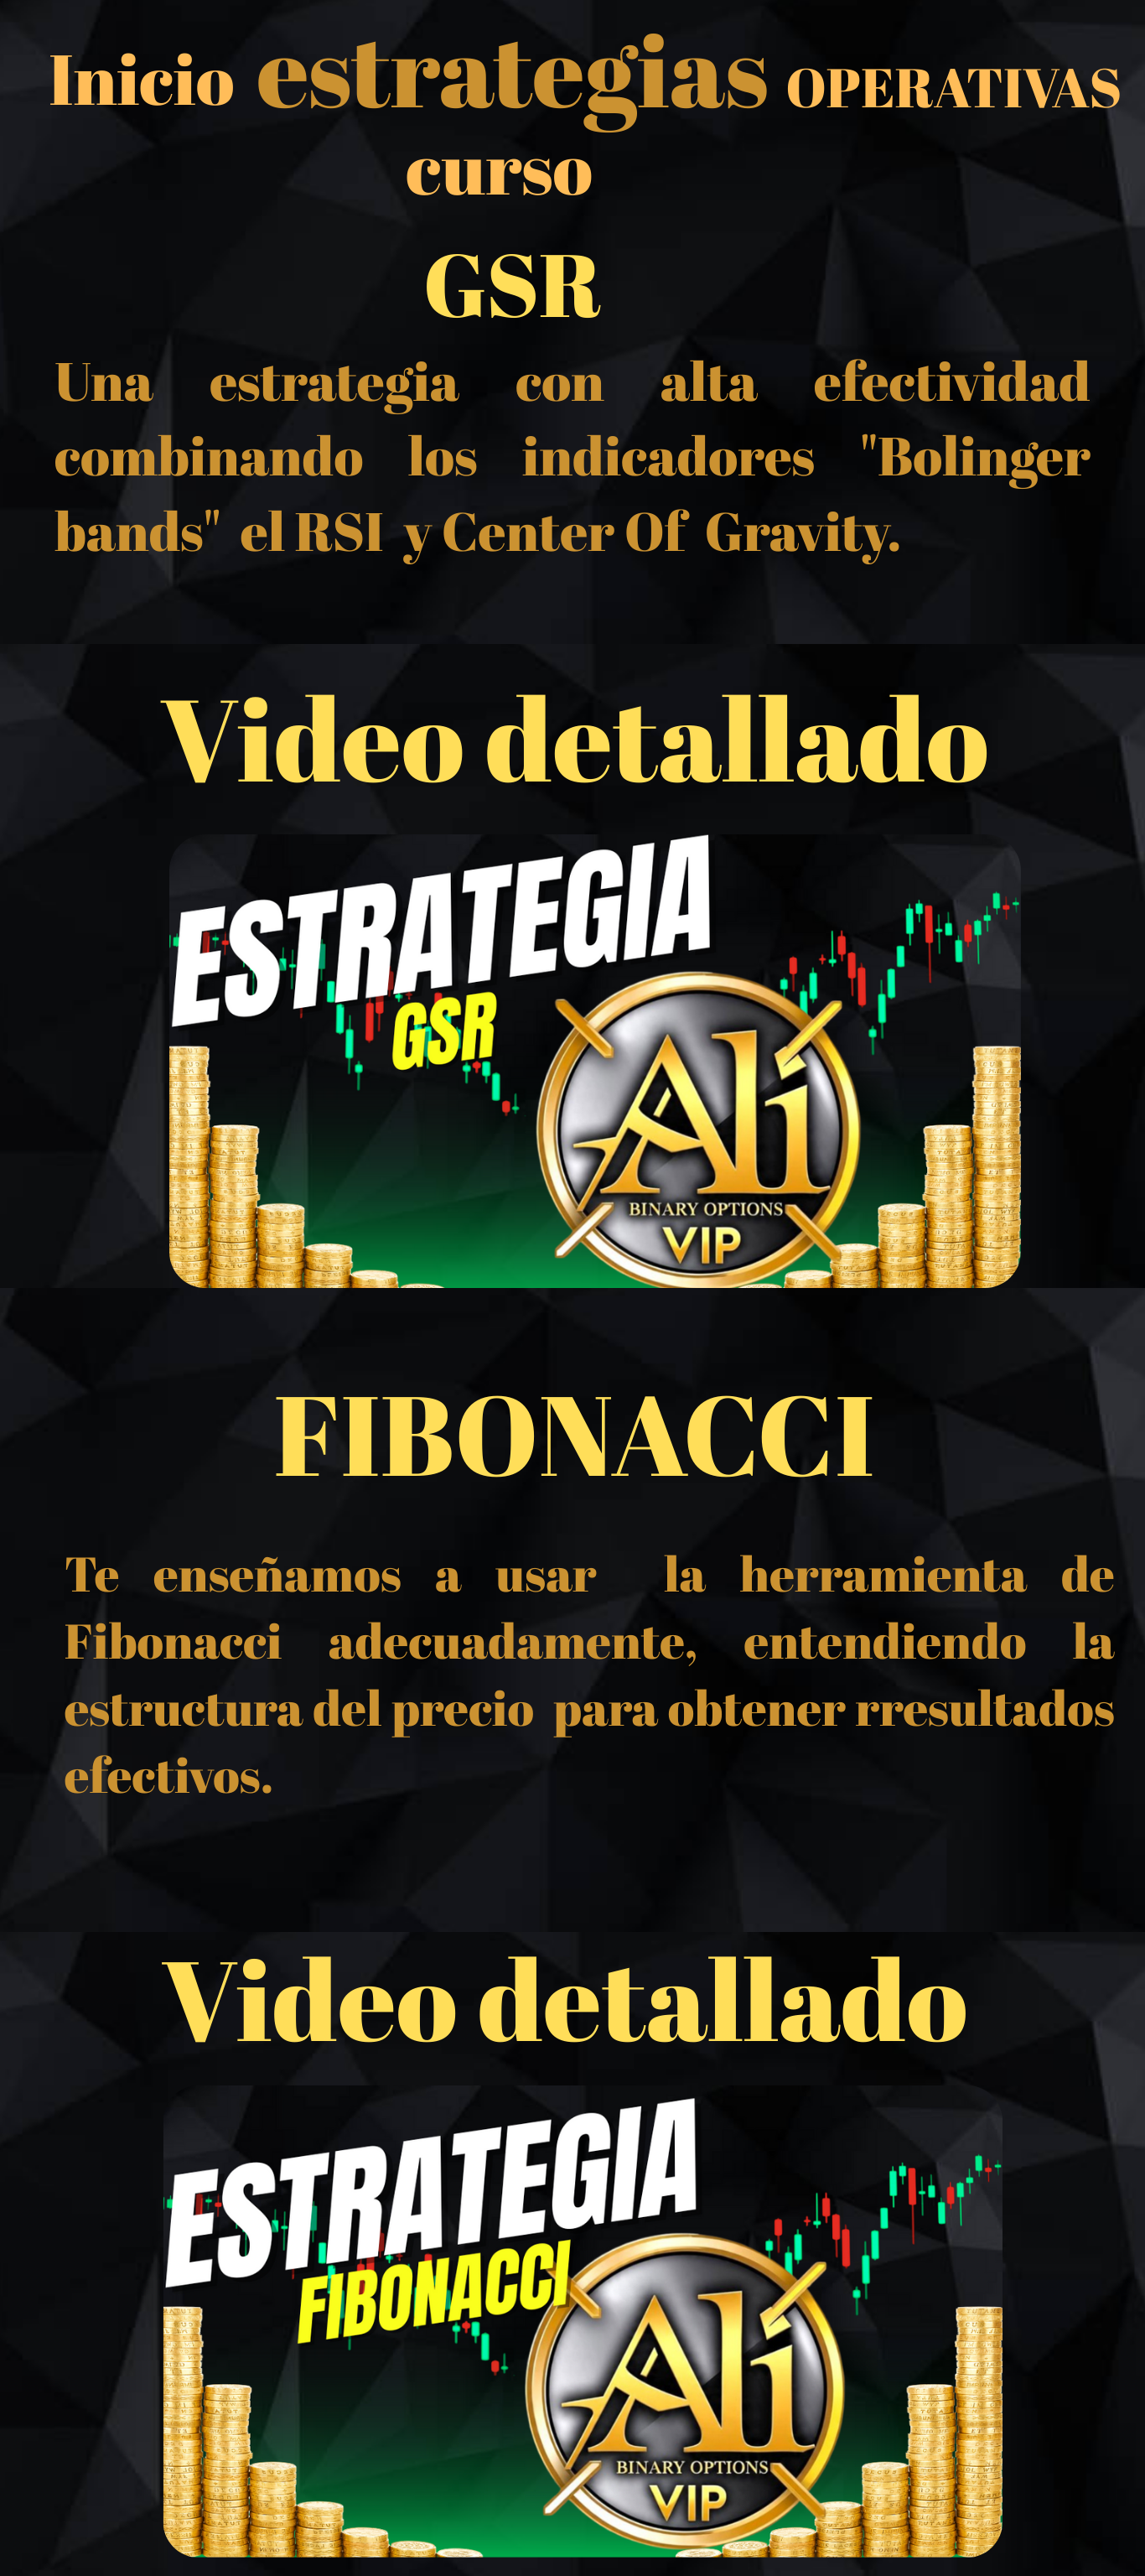 Inicio estrategias OPERATIVAS
curso
GSR
Una estrategia con alta efectividad
combinando los indicadores "Bolinger
bands" el RSI y Center Of Gravity.
Video detallado
ESTRATEGIA
GSR
Ali
BINARY OPTIONS
VIP
FIBONACCI
Te enseñamos a usar la herramienta de
Fibonacci adecuadamente, entendiendo la
estructura del precio para obtener rresultados
efectivos.
Video detallado
ESTRATEGIA
FIBONACCI
Ali
BINARY OPTIONS
VIP